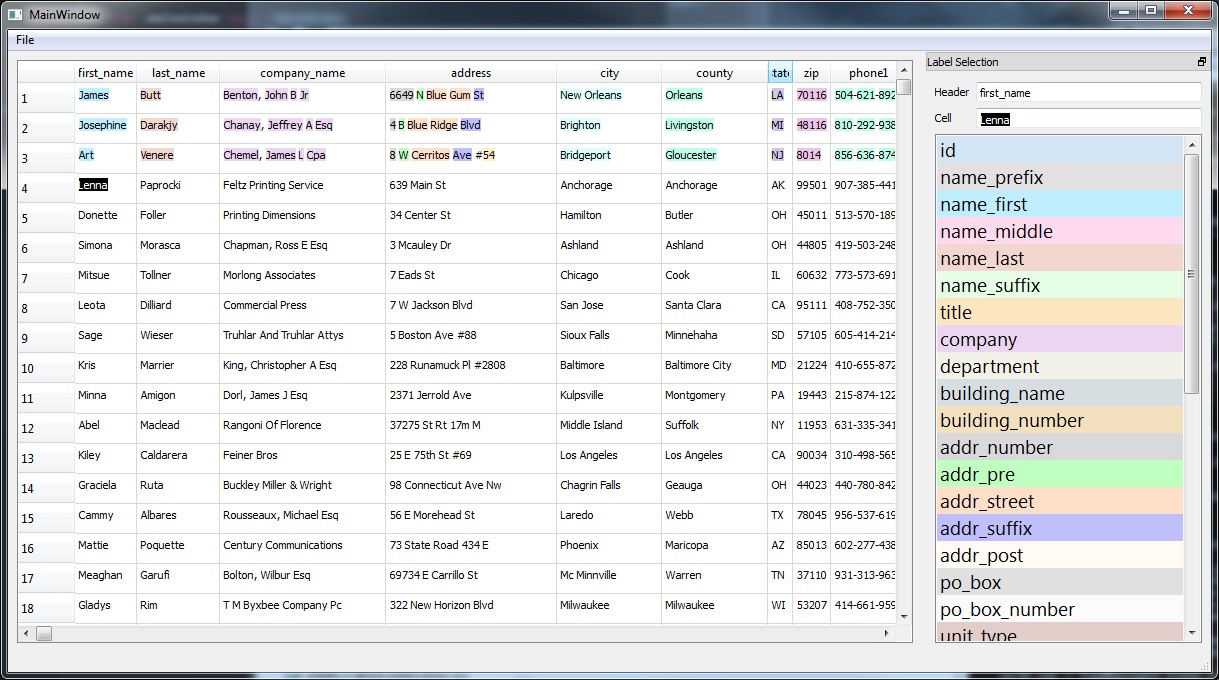 MainWindow
File
first_name last_name company_name address city county tate zip phone1
1 James Butt Benton, John B Jr 6649 N Blue Gum St New Orleans Orleans LA 70116 504-621-892
2 Josephine Darakjy Chanay, Jeffrey A Esq 4 B Blue Ridge Blvd Brighton Livingston MI 48116 810-292-938
3 Art Venere Chemel, James L Cpa 8 W Cerritos Ave #54 Bridgeport Gloucester NJ 8014 856-636-874
4 Lenna Paprocki Feltz Printing Service 639 Main St Anchorage Anchorage AK 99501 907-385-441
5 Donette Foller Printing Dimensions 34 Center St Hamilton Butler OH 45011 513-570-189
6 Simona Morasca Chapman, Ross E Esq 3 Mcauley Dr Ashland Ashland OH 44805 419-503-248
7 Mitsue Tollner Morlong Associates 7 Eads St Chicago Cook IL 60632 773-573-691
8 Leota Dilliard Commercial Press 7 W Jackson Blvd San Jose Santa Clara CA 95111 408-752-350
9 Sage Wieser Truhlar And Truhlar Attys 5 Boston Ave #88 Sioux Falls Minnehaha SD 57105 605-414-214
10 Kris Marrier King, Christopher A Esq 228 Runamuck Pl #2808 Baltimore Baltimore City MD 21224 410-655-872
11 Minna Amigon Dorl, James J Esq 2371 Jerrold Ave Kulpsville Montgomery PA 19443 215-874-122
12 Abel Maclead Rangoni Of Florence 37275 St Rt 17m M Middle Island Suffolk NY 11953 631-335-341
13 Kiley Caldarera Feiner Bros 25 E 75th St #69 Los Angeles Los Angeles CA 90034 310-498-565
14 Graciela Ruta Buckley Miller & Wright 98 Connecticut Ave Nw Chagrin Falls Geauga OH 44023 440-780-842
15 Cammy Albares Rousseaux, Michael Esq 56 E Morehead St Laredo Webb TX 78045 956-537-619
16 Mattie Poquette Century Communications 73 State Road 434 E Phoenix Maricopa AZ 85013 602-277-438
17 Meaghan Garufi Bolton, Wilbur Esq 69734 E Carrillo St Mc Minnville Warren TN 37110 931-313-963
18 Gladys Rim T M Byxbee Company Pc 322 New Horizon Blvd Milwaukee Milwaukee WI 53207 414-661-959
Label Selection
Header first_name
Cell Lenna
id
name_prefix
name_first
name_middle
name_last
name_suffix
title
company
department
building_name
building_number
addr_number
addr_pre
addr_street
addr_suffix
addr_post
po_box
po_box_number
unit_type